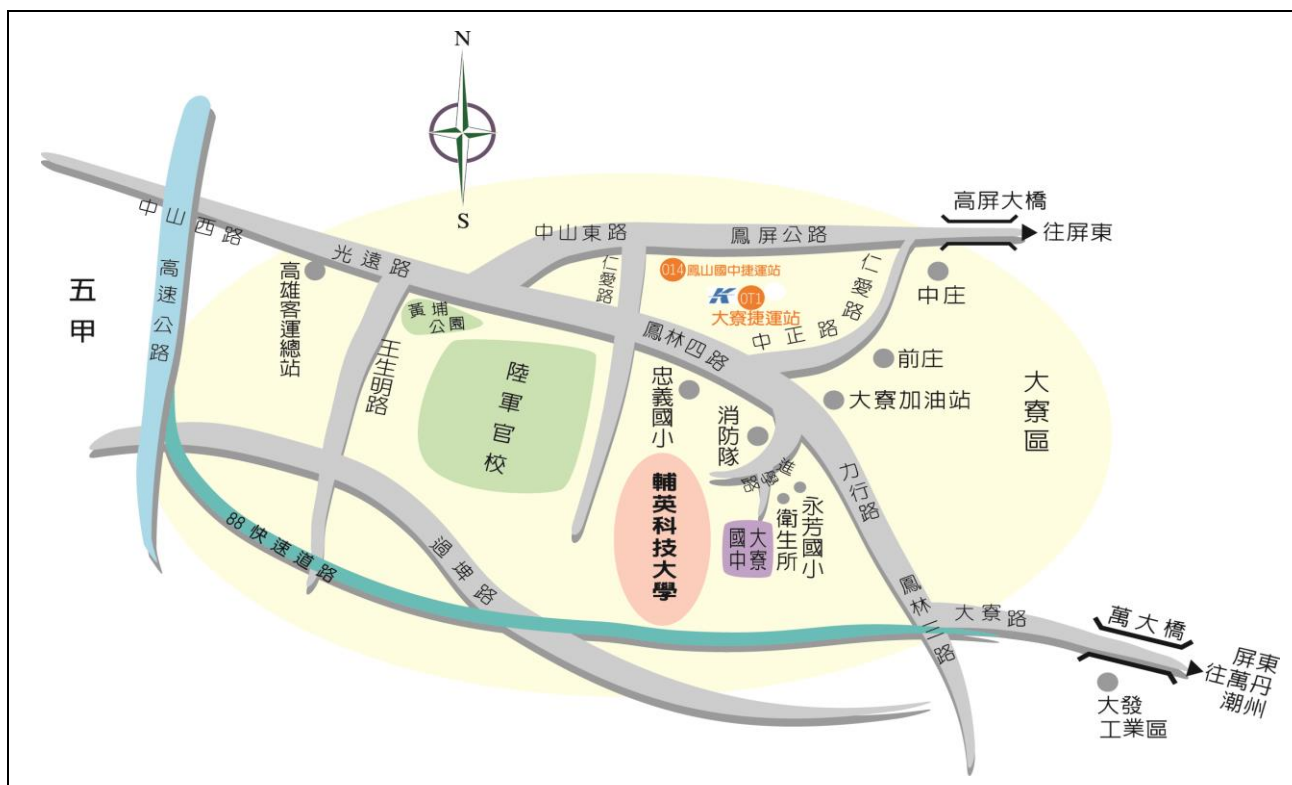 N
S
中山西路
中山高速公路
五甲
光遠路
高雄客運總站
王生明路
黃埔
公園
陸軍官校
中山東路
仁愛路
鳳屏公路
高屏大橋
往屏東
O14 鳳山國中捷運站
K OT1
大寮捷運站
仁愛路
中正路
中庄
前庄
大寮加油站
大寮區
鳳林四路
忠義國小
消防隊
進學路
輔英科技大學
大寮
國中
衛生所
永芳國小
力行路
鳳林三路
88快速道路
過埤路
大寮路
萬大橋
屏東
往萬丹
潮州
大發
工業區